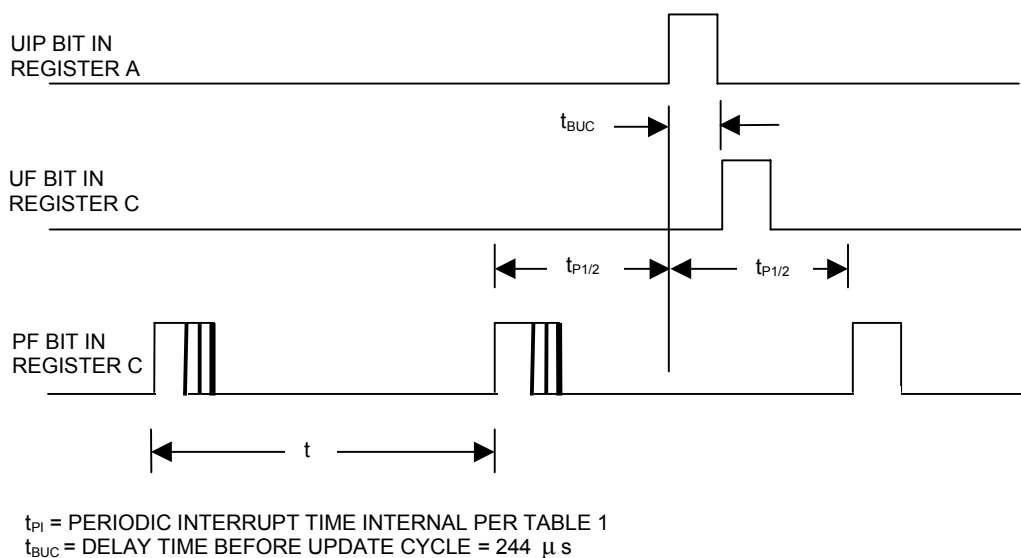 UIP BIT IN
REGISTER A
tBUC
UF BIT IN
REGISTER C
tP1/2 tP1/2
PF BIT IN
REGISTER C
t
tPI = PERIODIC INTERRUPT TIME INTERNAL PER TABLE 1
tBUC = DELAY TIME BEFORE UPDATE CYCLE = 244 μ s